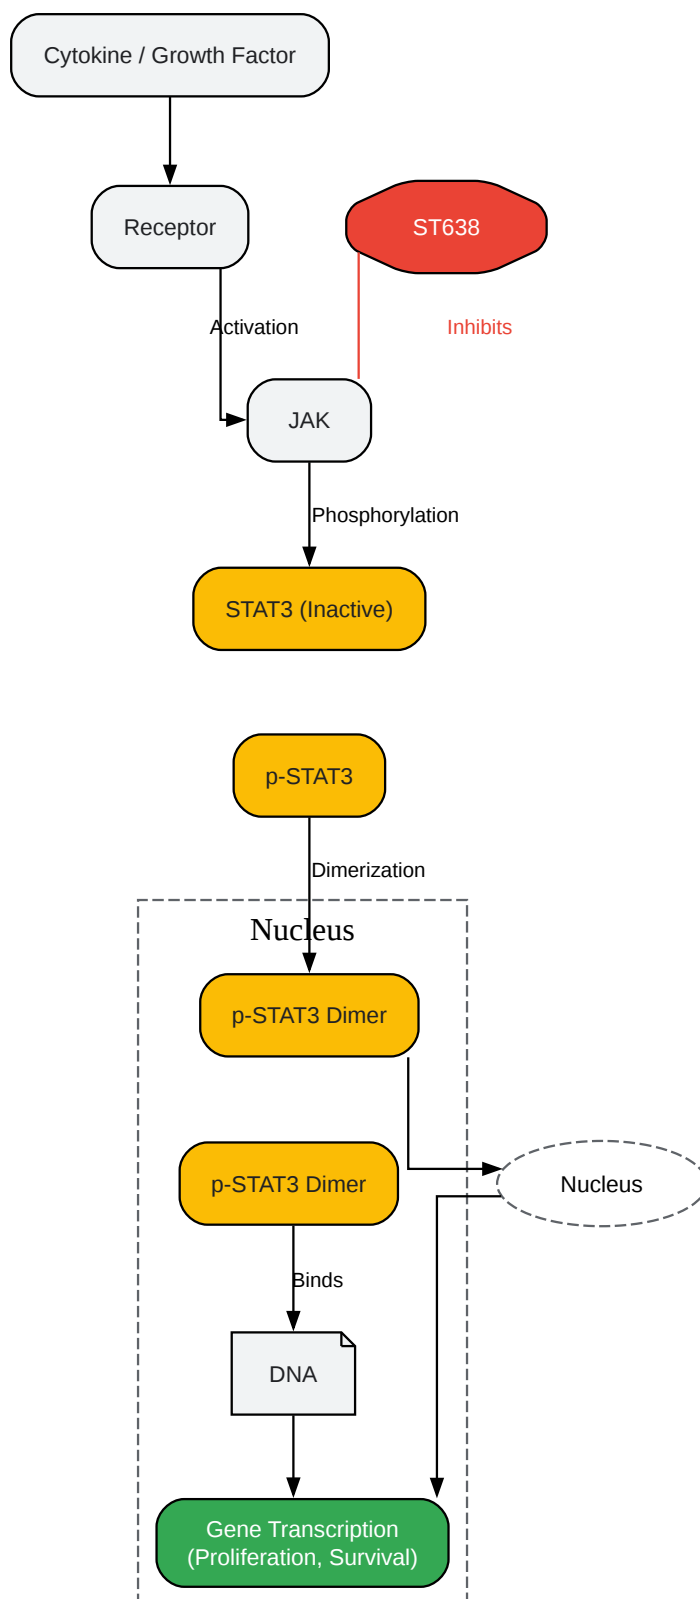 Cytokine / Growth Factor
Receptor
ST638
Activation
Inhibits
JAK
Phosphorylation
STAT3 (Inactive)
p-STAT3
Dimerization
Nucleus
p-STAT3 Dimer
p-STAT3 Dimer
Nucleus
Binds
DNA
Gene Transcription
(Proliferation, Survival)